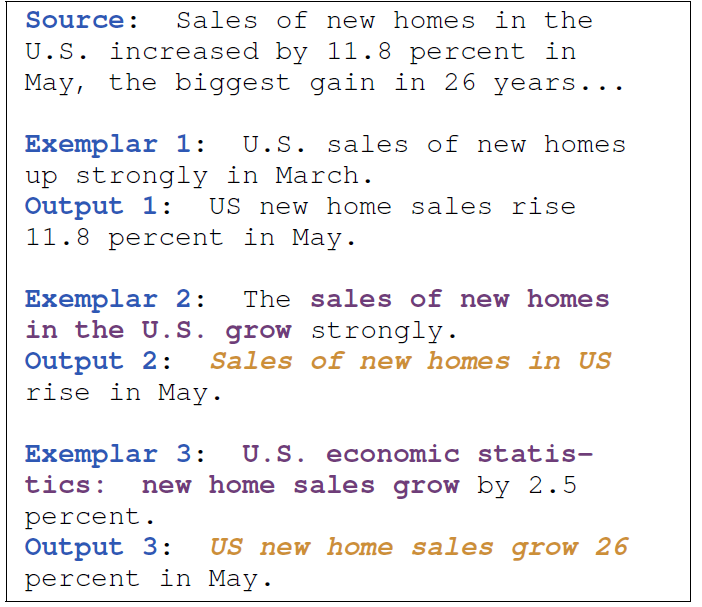 Source: Sales of new homes in the
U.S. increased by 11.8 percent in
May, the biggest gain in 26 years...
Exemplar 1: U.S. sales of new homes
up strongly in March.
Output 1: US new home sales rise
11.8 percent in May.
Exemplar 2: The sales of new homes
in the U.S. grow strongly.
Output 2: Sales of new homes in US
rise in May.
Exemplar 3: U.S. economic statis-
tics: new home sales grow by 2.5
percent.
Output 3: US new home sales grow 26
percent in May.